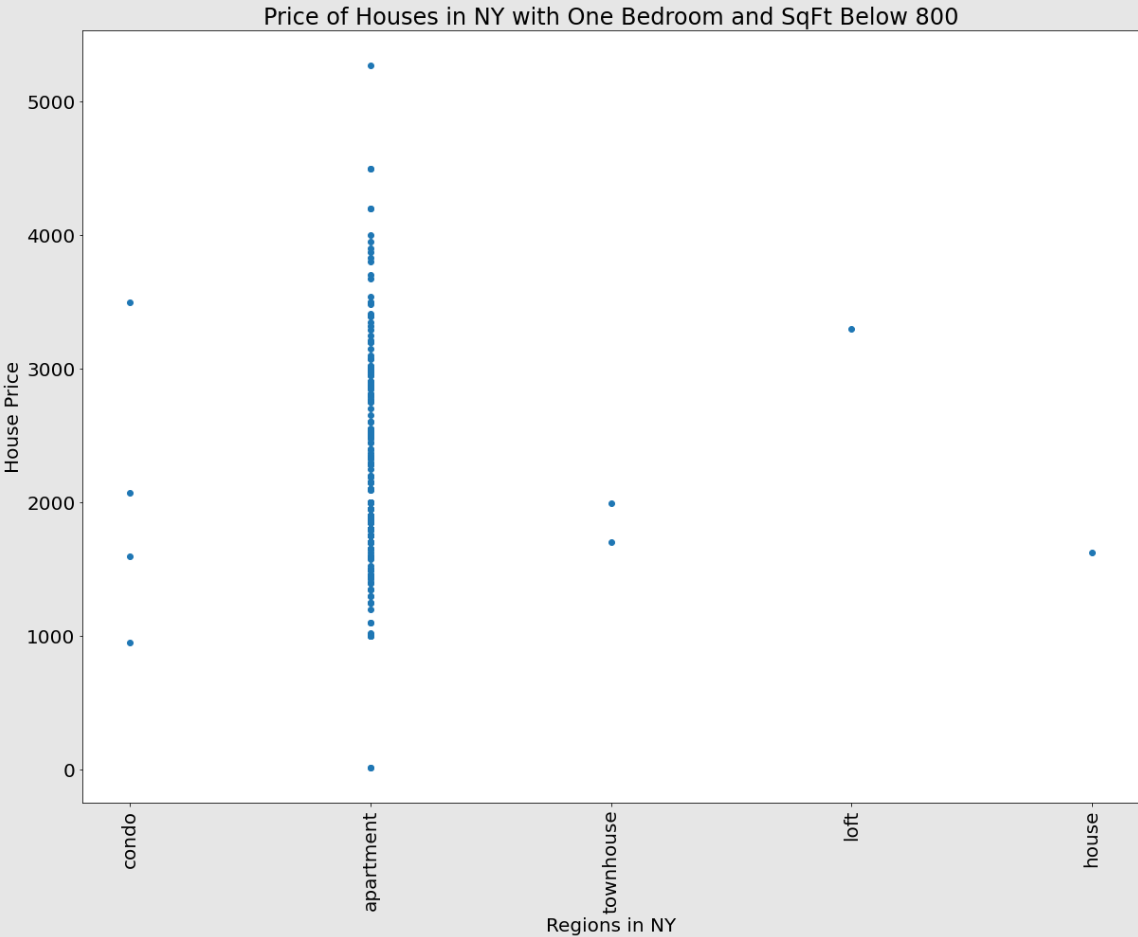 Price of Houses in NY with One Bedroom and SqFt Below 800
5000
4000
3000
2000
1000
0
House Price
condo
apartment
townhouse
loft
house
Regions in NY